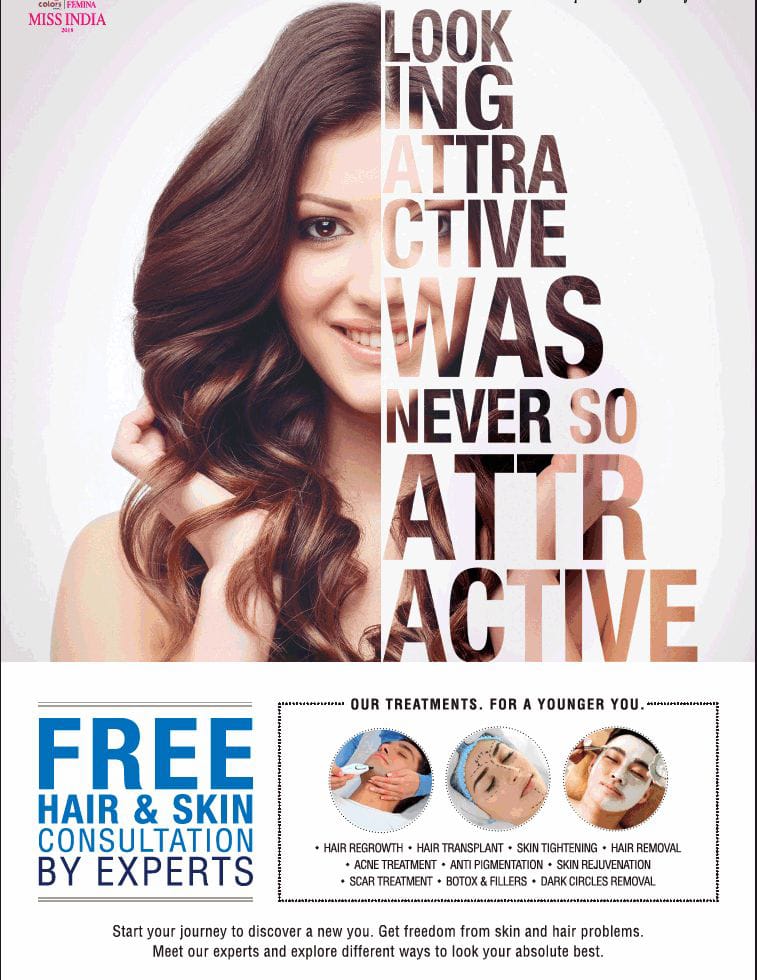 colors FEMINA
MISS INDIA
2018
LOOK
ING
ATTRA
CTIVE
WAS
NEVER SO
ATTR
ACTIVE
FREE
HAIR & SKIN
CONSULTATION
BY EXPERTS
OUR TREATMENTS. FOR A YOUNGER YOU.
• HAIR REGROWTH • HAIR TRANSPLANT • SKIN TIGHTENING • HAIR REMOVAL
• ACNE TREATMENT • ANTI PIGMENTATION • SKIN REJUVENATION
• SCAR TREATMENT • BOTOX & FILLERS • DARK CIRCLES REMOVAL
Start your journey to discover a new you. Get freedom from skin and hair problems.
Meet our experts and explore different ways to look your absolute best.